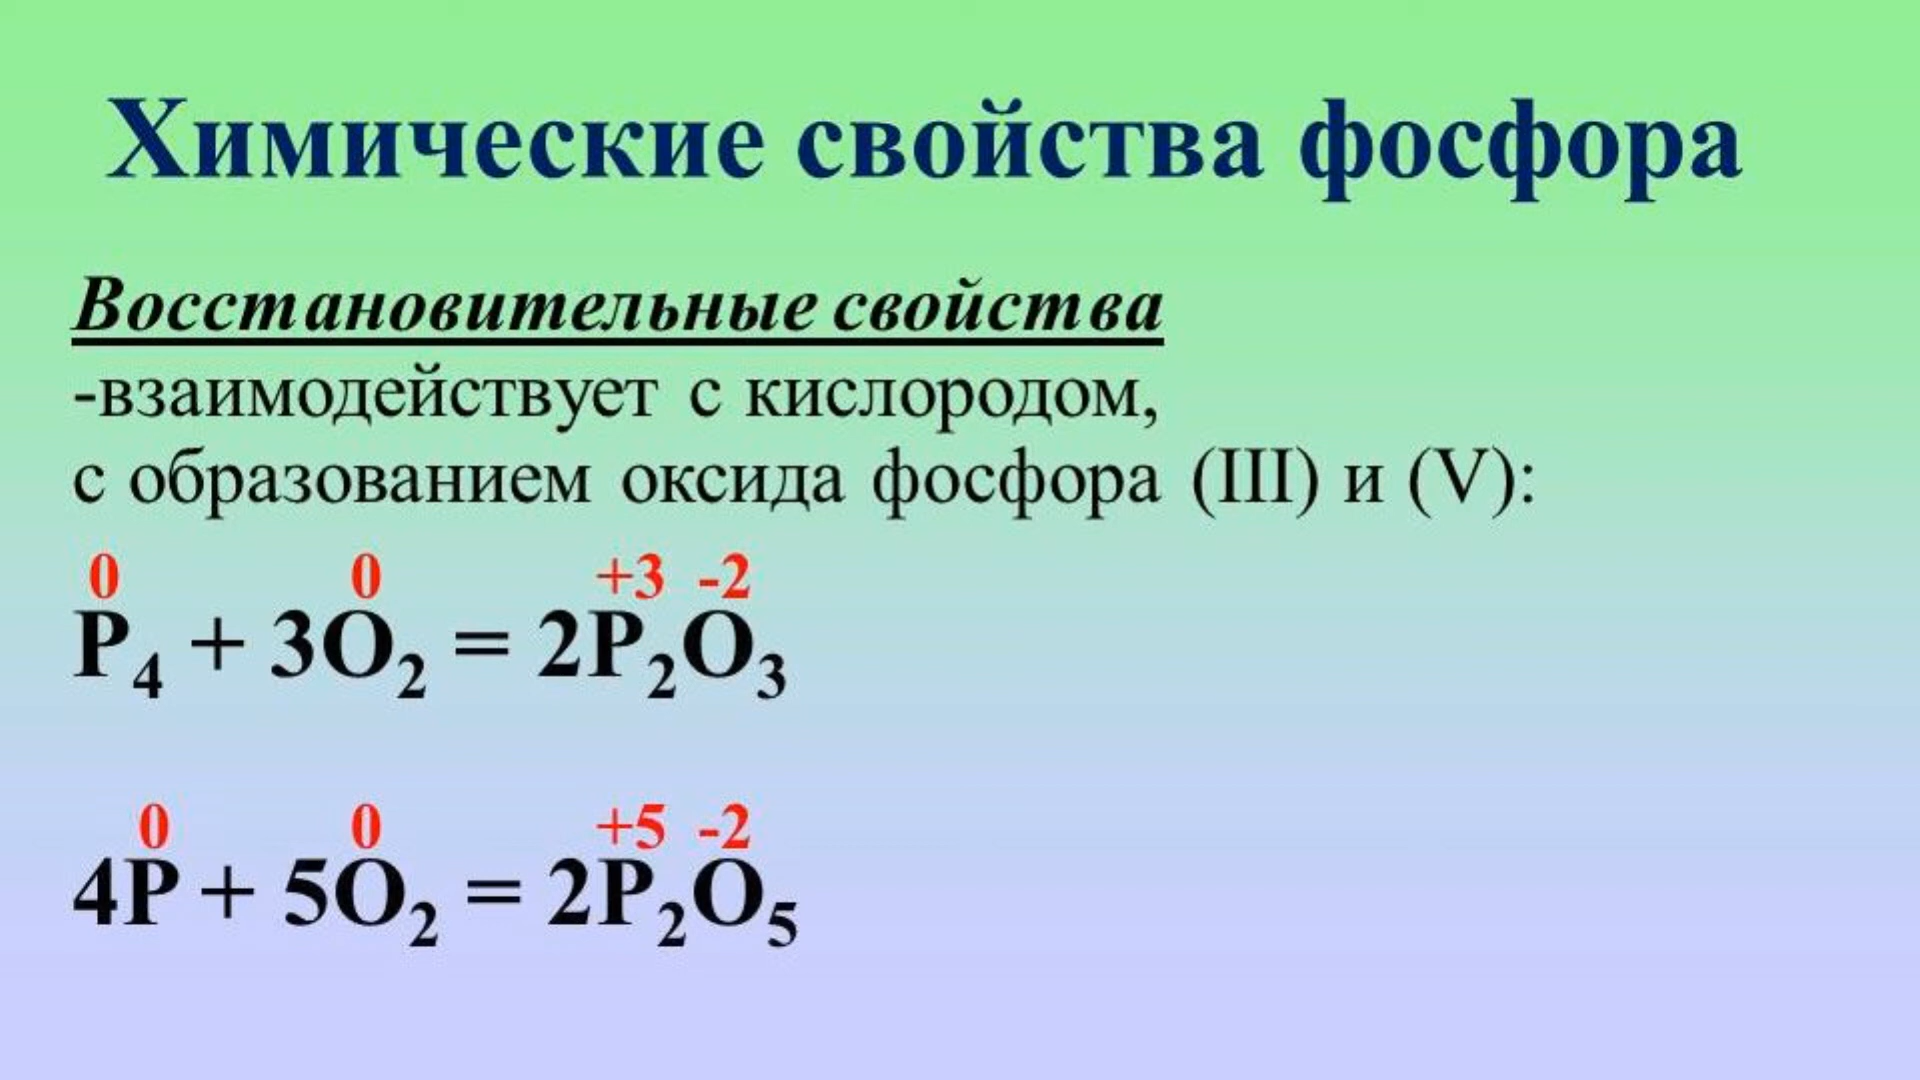 Химические свойства фосфора
Восстановительные свойства
-взаимодействует с кислородом,
с образованием оксида фосфора (III) и (V):
0 0 +3 -2
P₄ + 3O₂ = 2P₂O₃
0 0 +5 -2
4P + 5O₂ = 2P₂O₅